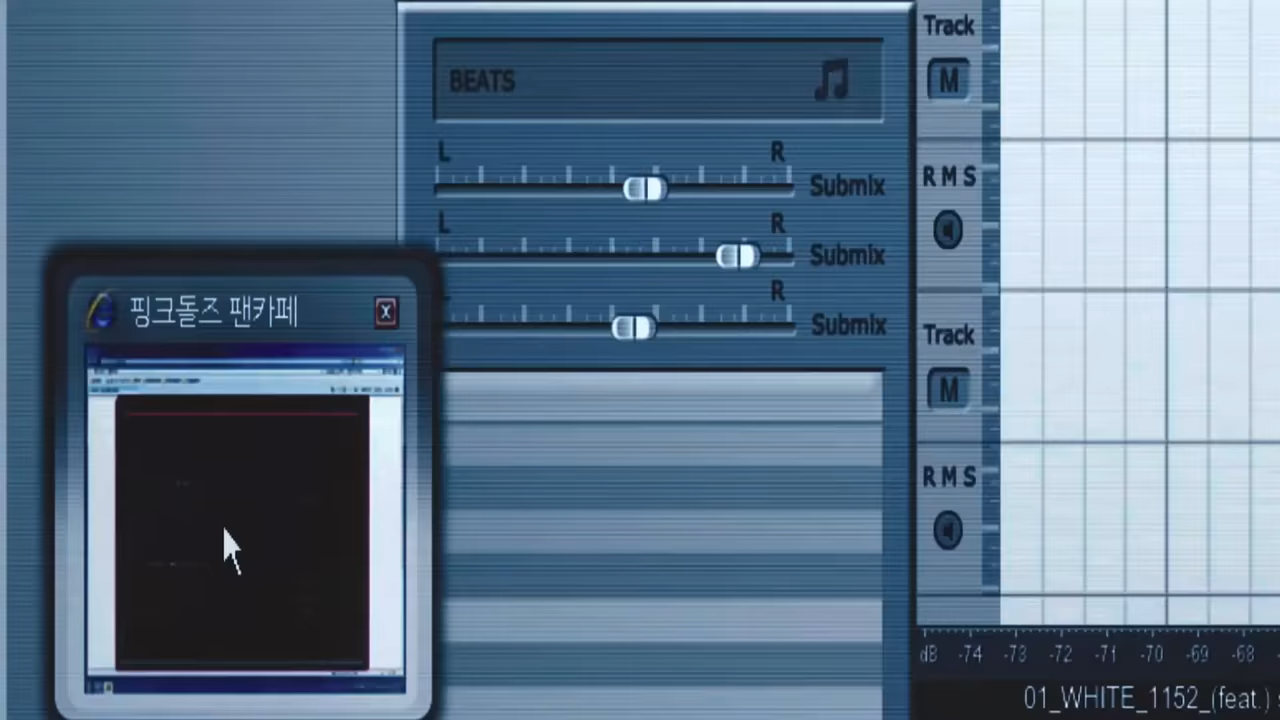 BEATS
L R
Submix
L R
Submix
R
Submix
핑크돌즈 팬카페
Track
M
R M S
Track
M
R M S
dB -74 -73 -72 -71 -70 -69 -68
01_WHITE_1152_(feat.)